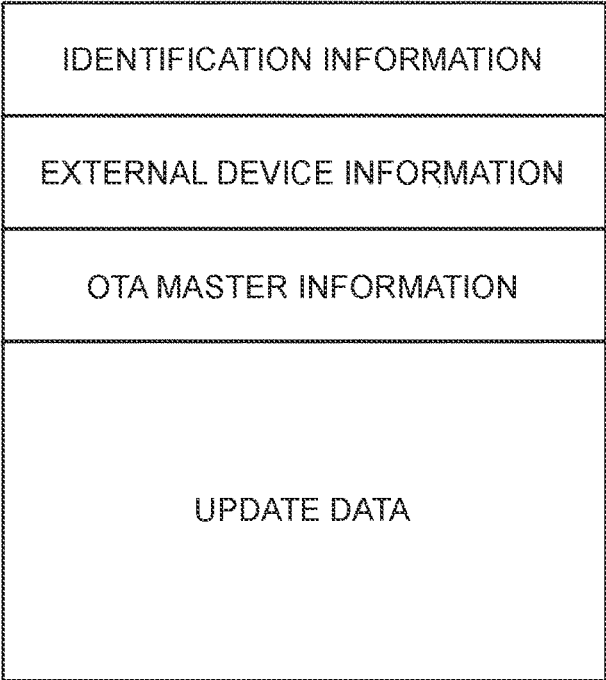 IDENTIFICATION INFORMATION
EXTERNAL DEVICE INFORMATION
OTA MASTER INFORMATION
UPDATE DATA